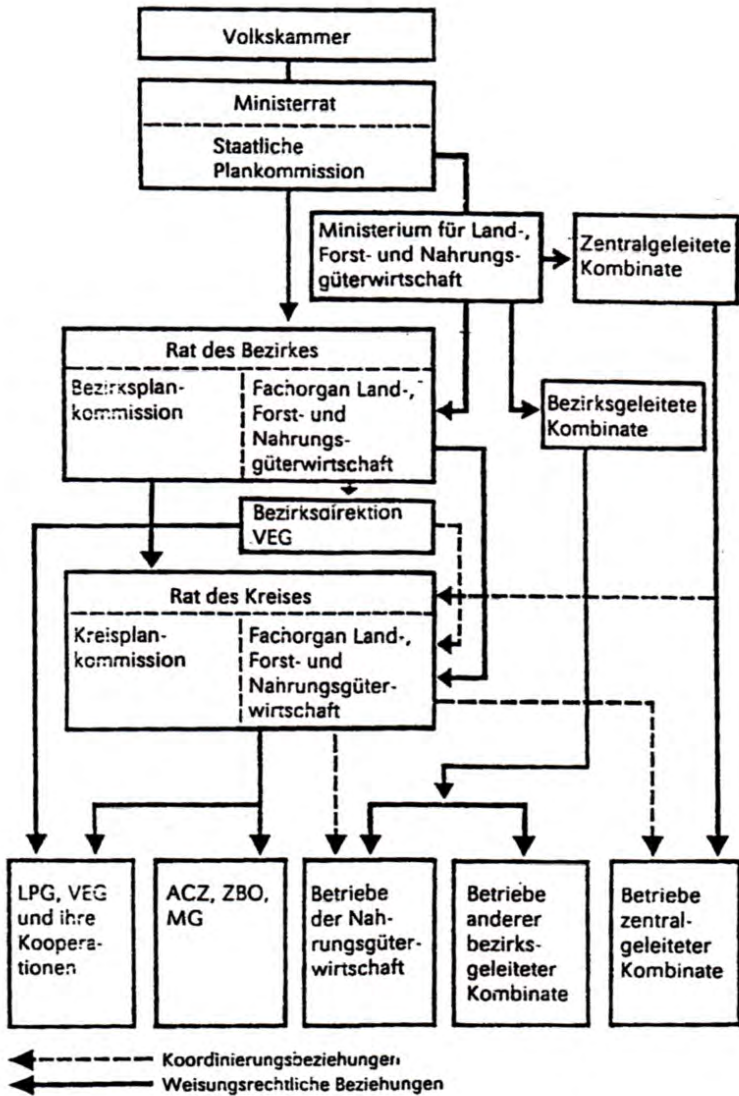 Volkskammer
Ministerrat
Staatliche
Plankommission
Ministerium für Land-,
Forst- und Nahrungs-
güterwirtschaft
Zentralgeleitete
Kombinate
Rat des Bezirkes
Bezirksplan-
kommission
Fachorgan Land-,
Forst- und
Nahrungs-
güterwirtschaft
Bezirksgeleitete
Kombinate
Bezirksdirektion
VEG
Rat des Kreises
Kreisplan-
kommission
Fachorgan Land-,
Forst- und
Nahrungsgüter-
wirtschaft
LPG, VEG
und ihre
Koopera-
tionen
ACZ, ZBO,
MG
Betriebe
der Nah-
rungsgüter-
wirtschaft
Betriebe
anderer
bezirks-
geleiteter
Kombinate
Betriebe
zentral-
geleiteter
Kombinate
Koordinierungsbeziehungen
Weisungsrechtliche Beziehungen